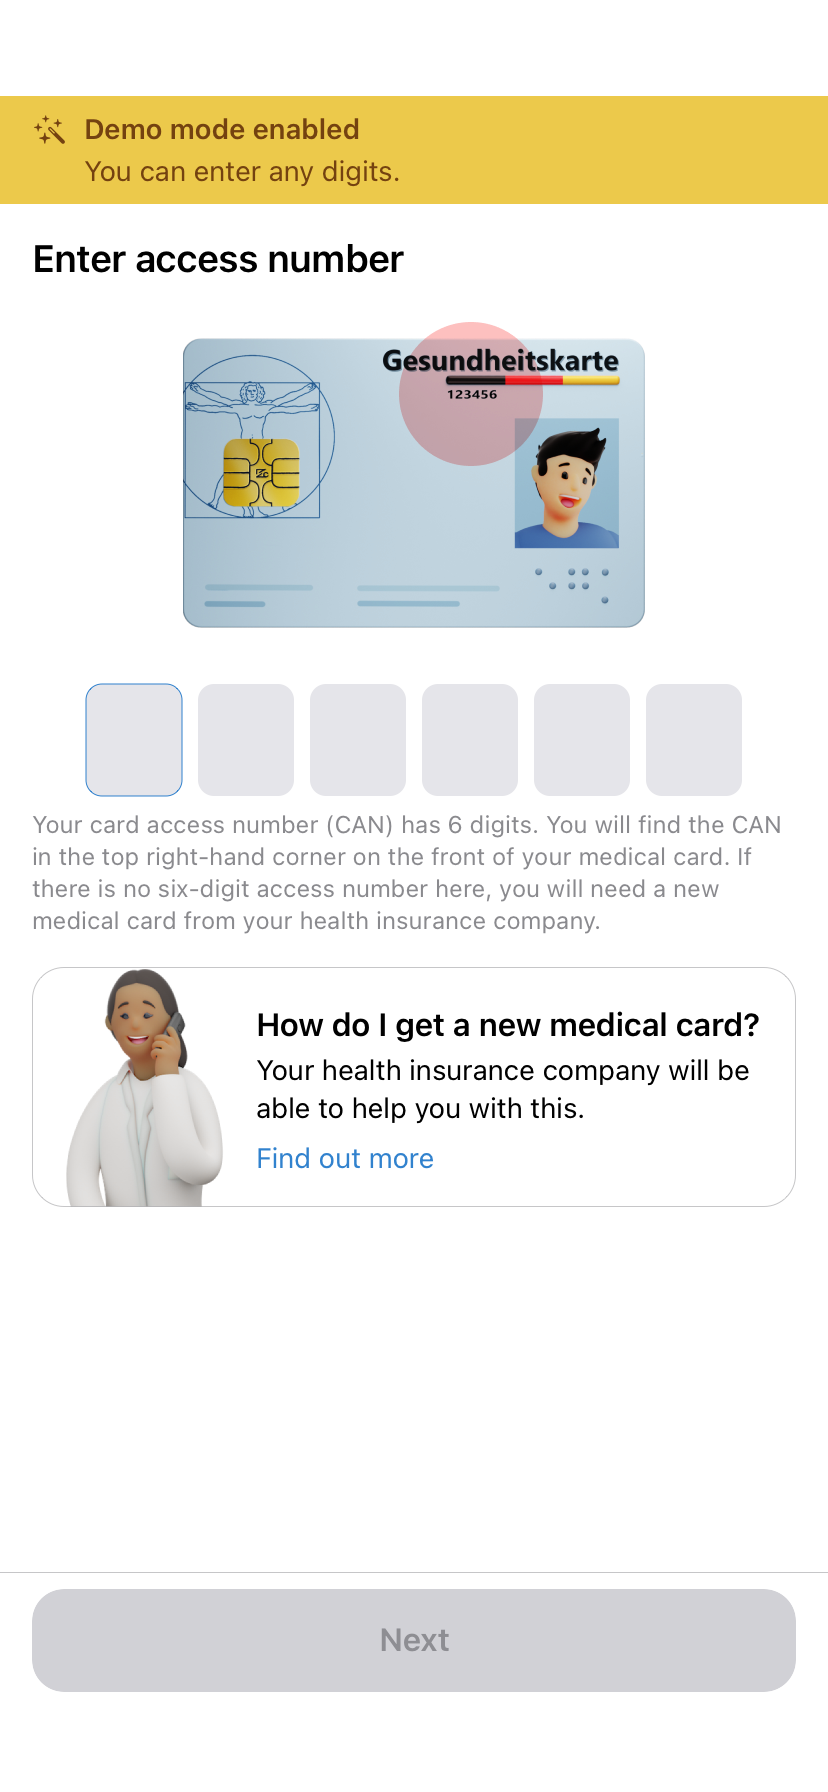 Demo mode enabled
You can enter any digits.
Enter access number
Gesundheitskarte
123456
Your card access number (CAN) has 6 digits. You will find the CAN
in the top right-hand corner on the front of your medical card. If
there is no six-digit access number here, you will need a new
medical card from your health insurance company.
How do I get a new medical card?
Your health insurance company will be
able to help you with this.
Find out more
Next